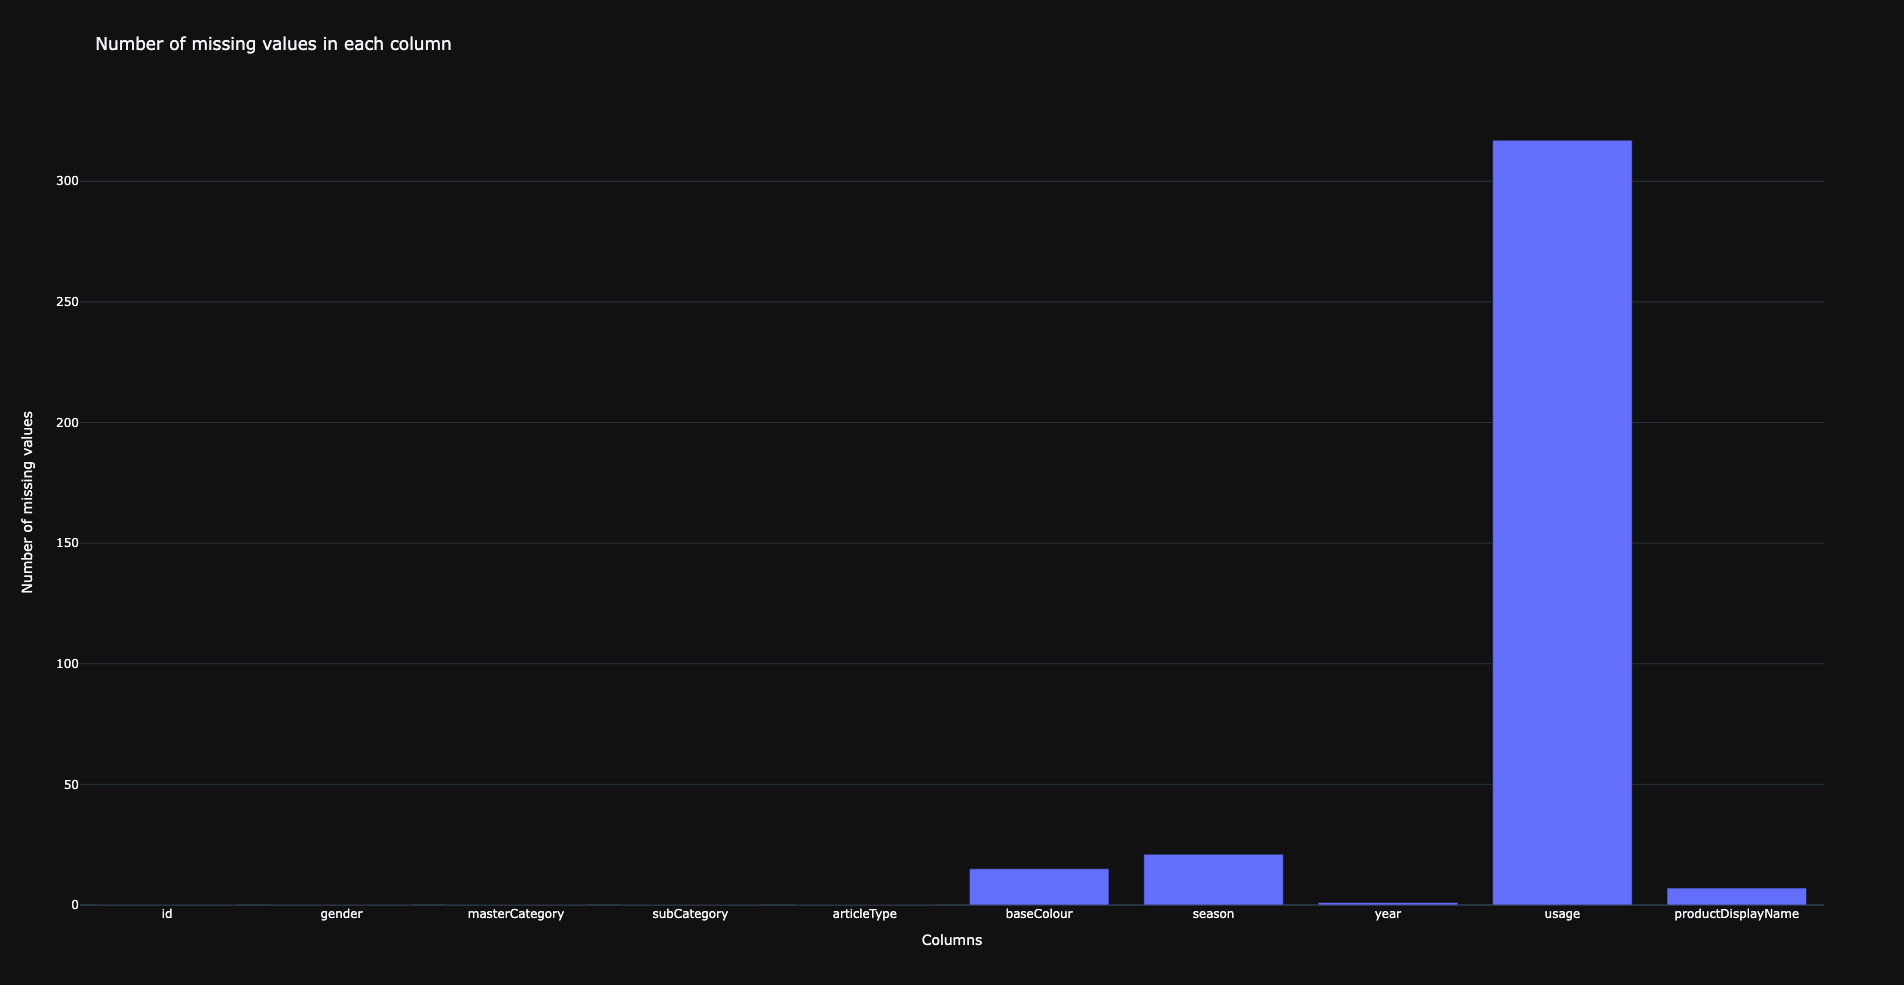 Number of missing values in each column
Number of missing values
300
250
200
150
100
50
0
id
gender
masterCategory
subCategory
articleType
baseColour
season
year
usage
productDisplayName
Columns